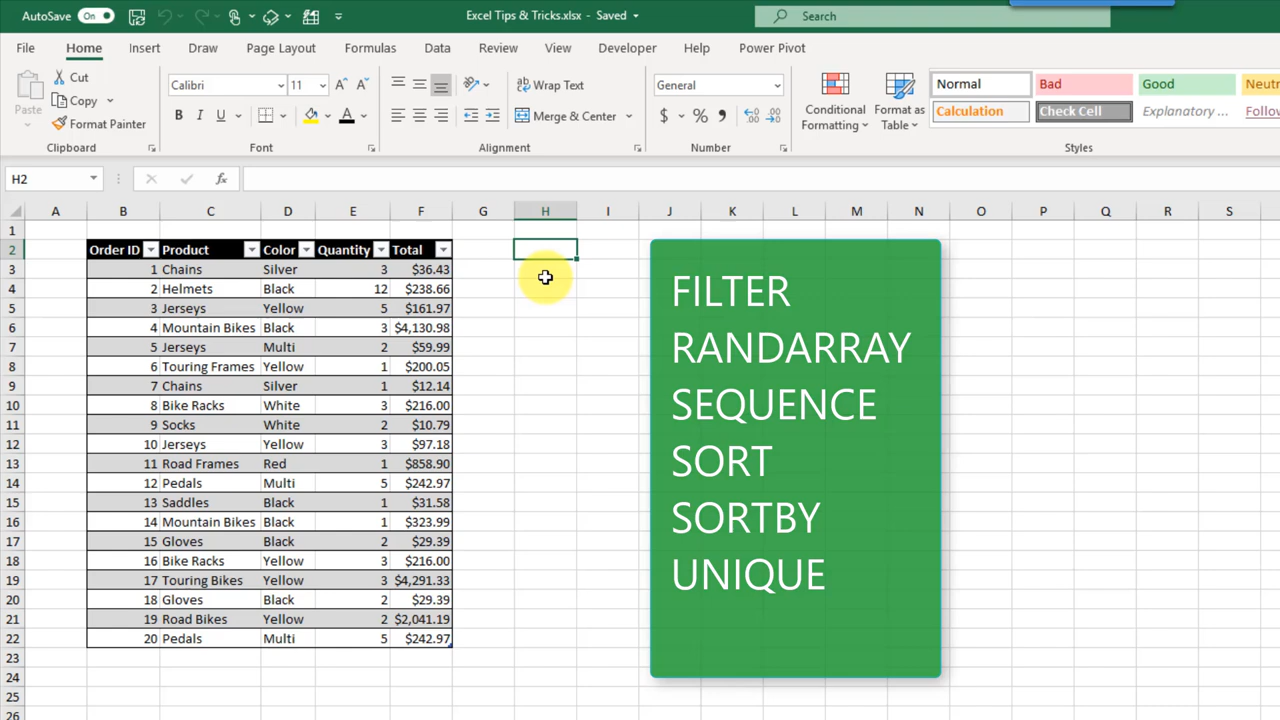 AutoSave On Excel Tips & Tricks.xlsx - Saved Search
File Home Insert Draw Page Layout Formulas Data Review View Developer Help Power Pivot
Paste
Cut
Copy
Format Painter
Clipboard
Calibri 11
B I U
Font
Wrap Text
Merge & Center
Alignment
General
$ % 9
Number
Conditional Formatting
Format as Table
Normal Bad Good
Calculation Check Cell Explanatory ...
Styles
H2 fx
A B C D E F G H I J K L M N O P Q R S
1
2 Order ID Product Color Quantity Total
3 1 Chains Silver 3 $36.43
4 2 Helmets Black 12 $238.66
5 3 Jerseys Yellow 5 $161.97
6 4 Mountain Bikes Black 3 $4,130.98
7 5 Jerseys Multi 2 $59.99
8 6 Touring Frames Yellow 1 $200.05
9 7 Chains Silver 1 $12.14
10 8 Bike Racks White 3 $216.00
11 9 Socks White 2 $10.79
12 10 Jerseys Yellow 3 $97.18
13 11 Road Frames Red 1 $858.90
14 12 Pedals Multi 5 $242.97
15 13 Saddles Black 1 $31.58
16 14 Mountain Bikes Black 1 $323.99
17 15 Gloves Black 2 $29.39
18 16 Bike Racks Yellow 3 $216.00
19 17 Touring Bikes Yellow 3 $4,291.33
20 18 Gloves Black 2 $29.39
21 19 Road Bikes Yellow 2 $2,041.19
22 20 Pedals Multi 5 $242.97
23
24
25
26
FILTER
RANDARRAY
SEQUENCE
SORT
SORTBY
UNIQUE